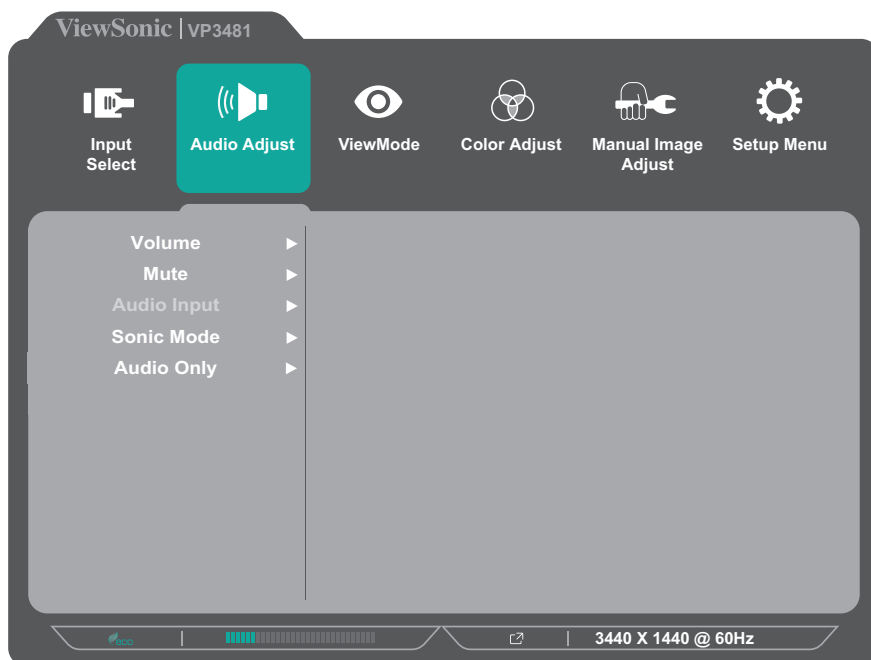 ViewSonic | VP3481
Input
Select
Audio Adjust
ViewMode
Color Adjust
Manual Image
Adjust
Setup Menu
Volume
Mute
Audio Input
Sonic Mode
Audio Only
eco
3440 X 1440 @ 60Hz